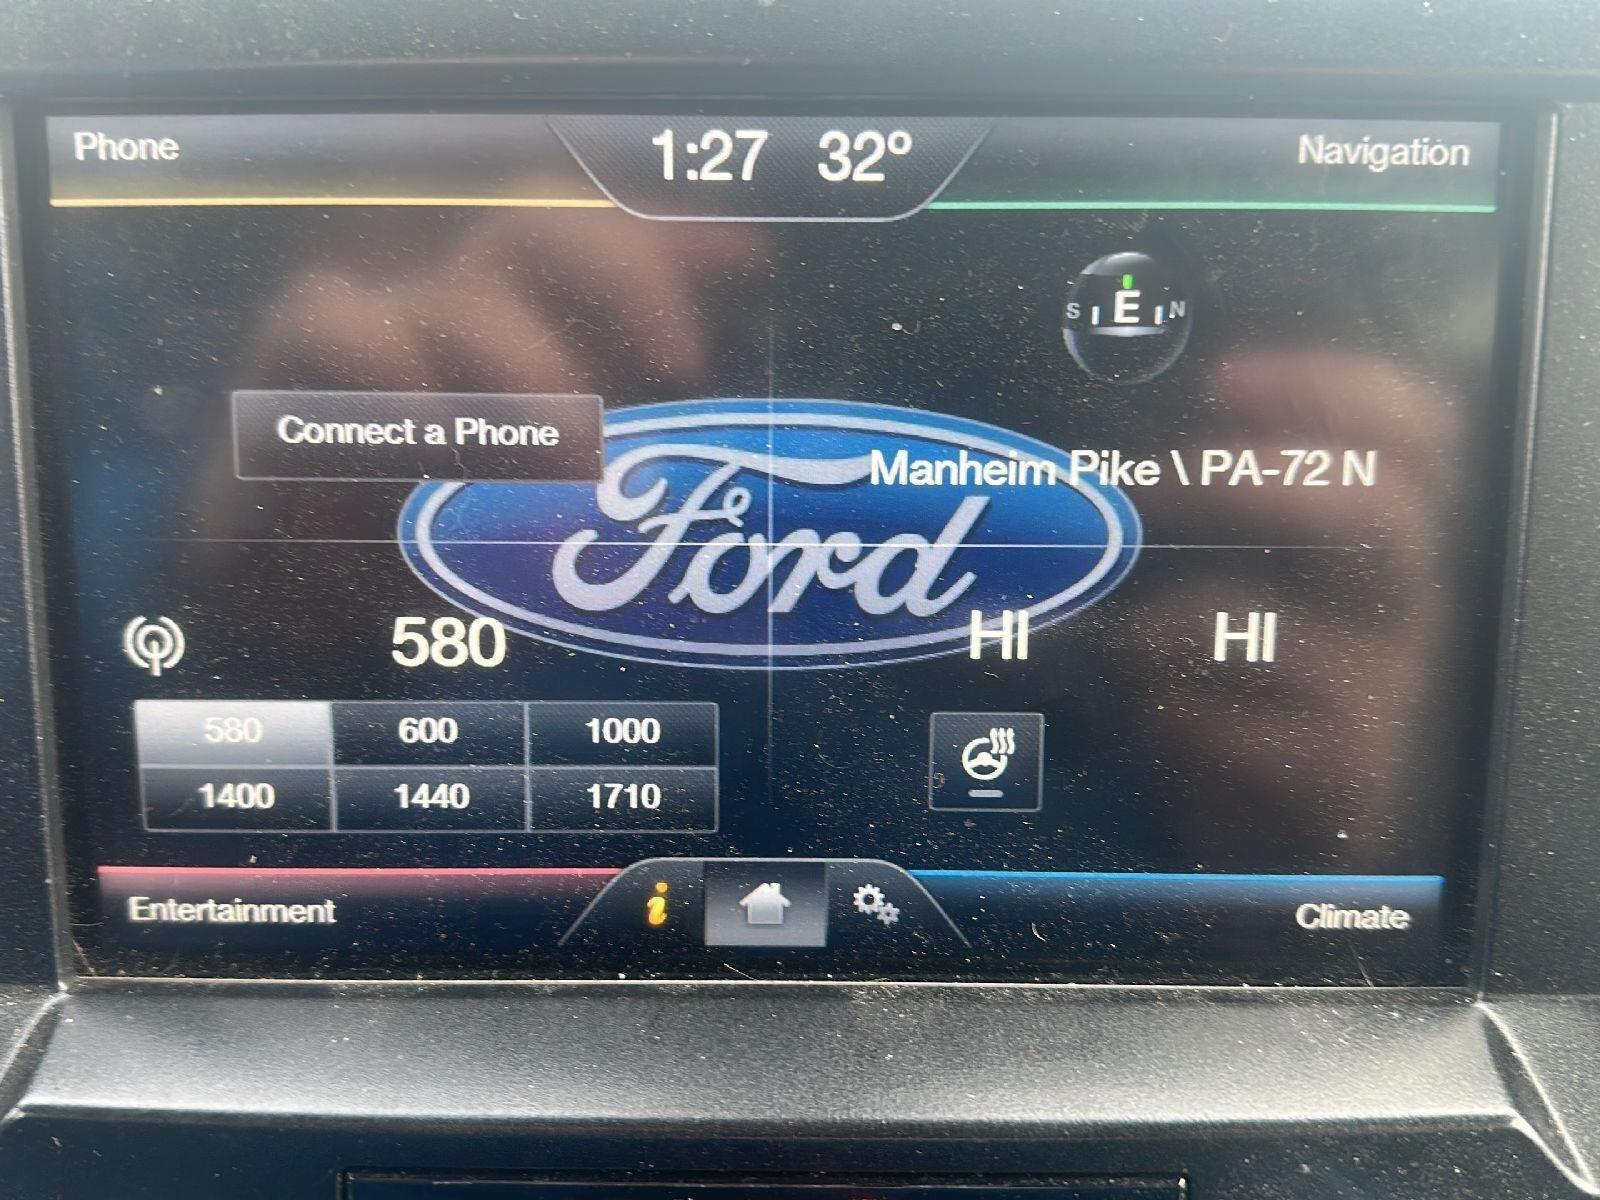 Phone
1:27 32º
Navigation
S E N
Connect a Phone
Manheim Pike \ PA-72 N
Ford
580
HI HI
580 600 1000
1400 1440 1710
Entertainment
i
Climate